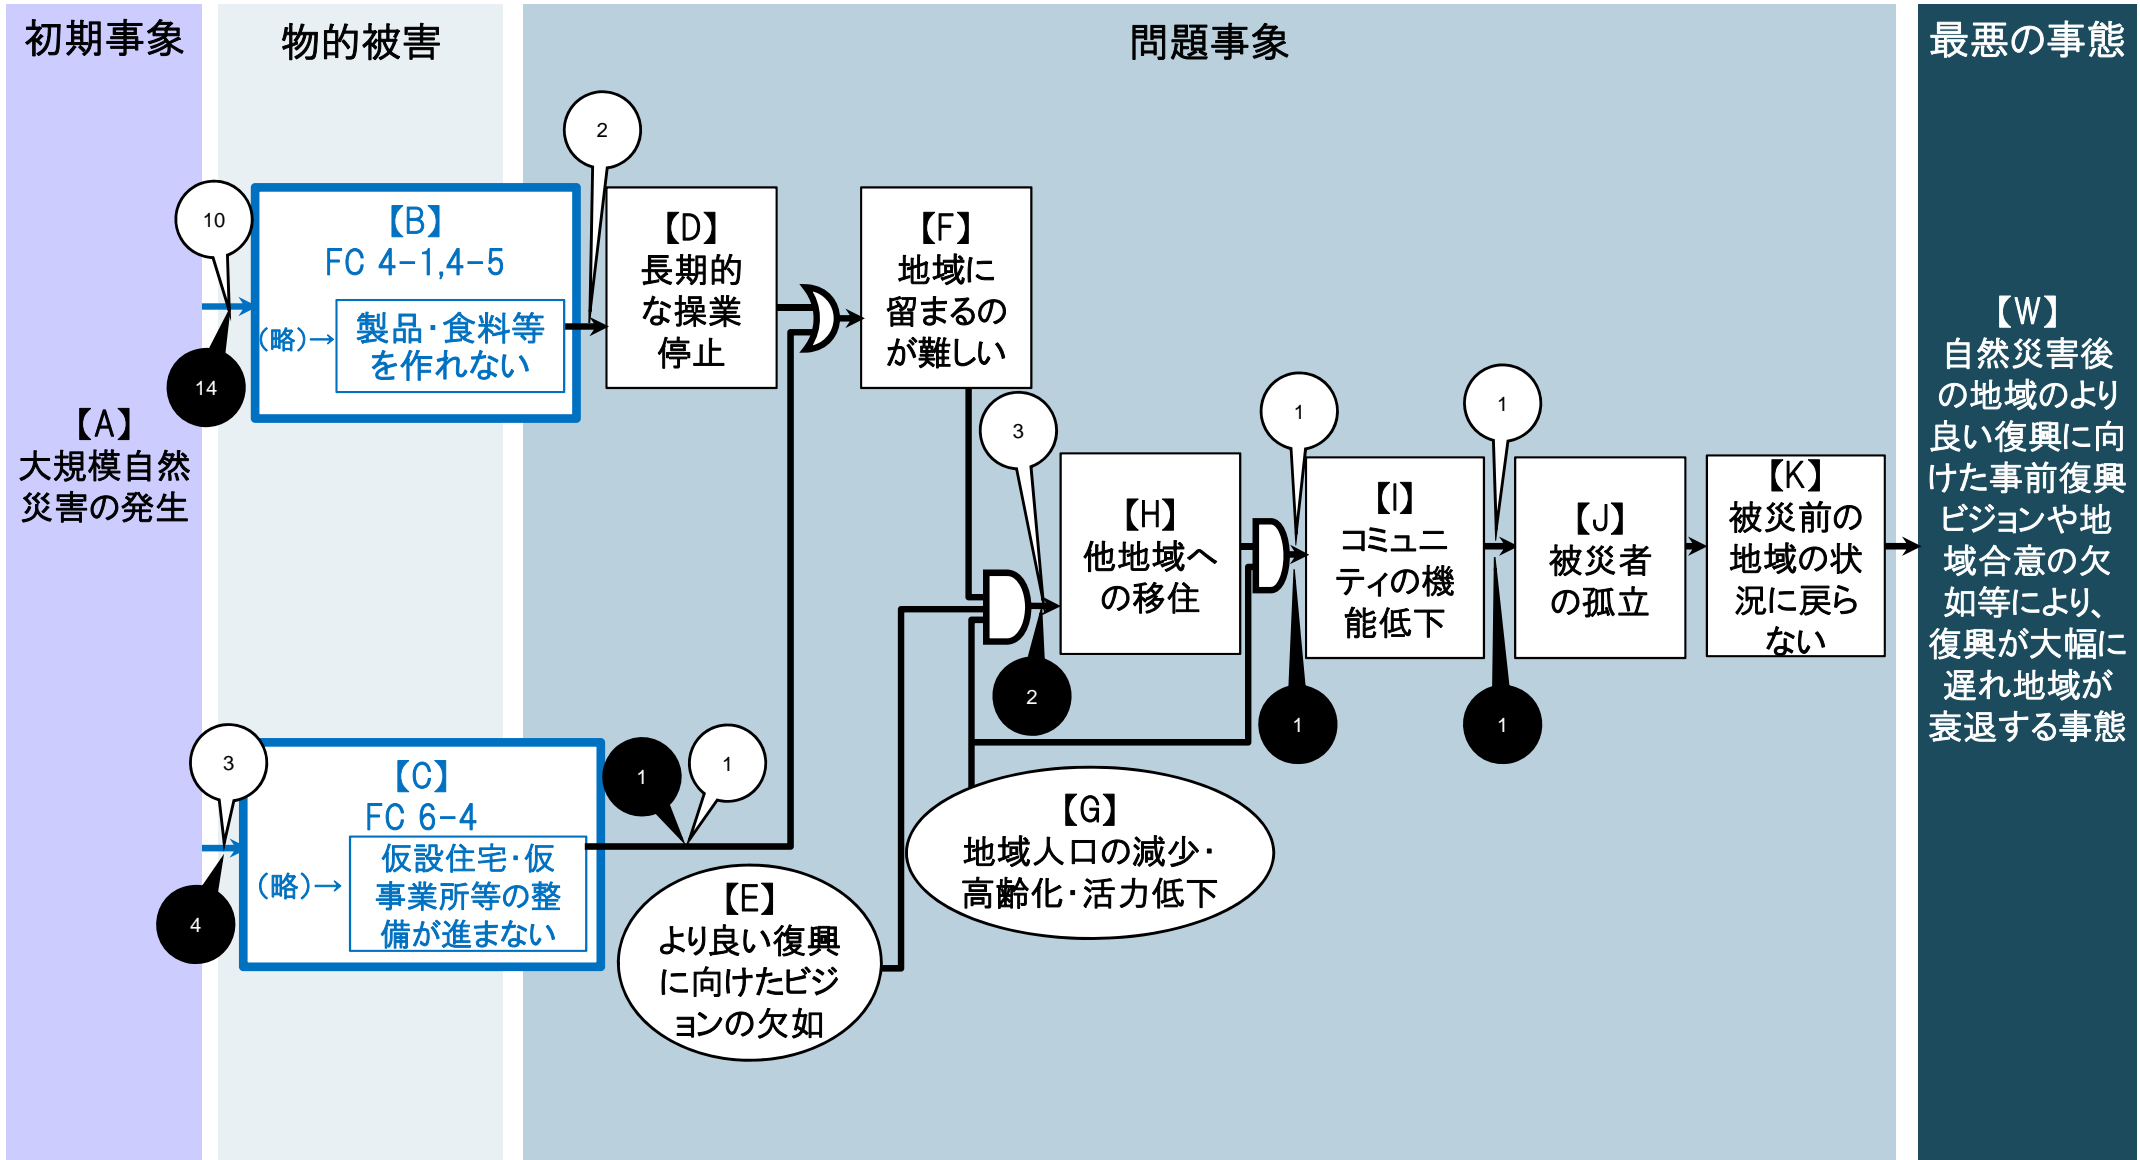 初期事象
物的被害
問題事象
最悪の事態
【A】
大規模自然
災害の発生
10
14
【B】
FC 4-1,4-5
(略)→
製品・食料等
を作れない
2
【D】
長期的
な操業
停止
【F】
地域に
留まるの
が難しい
3
4
【C】
FC 6-4
(略)→
仮設住宅・仮
事業所等の整
備が進まない
1
1
【E】
より良い復興
に向けたビジ
ョンの欠如
【G】
地域人口の減少・
高齢化・活力低下
3
2
【H】
他地域へ
の移住
1
1
【I】
コミュニ
ティの機
能低下
1
1
【J】
被災者
の孤立
【K】
被災前の
地域の状
況に戻ら
ない
【W】
自然災害後
の地域のより
良い復興に向
けた事前復興
ビジョンや地
域合意の欠
如等により、
復興が大幅に
遅れ地域が
衰退する事態